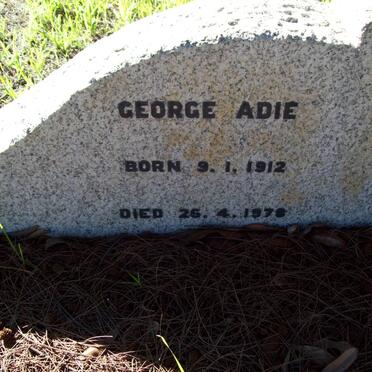 GEORGE ADIE
BORN 9. 1. 1912
DIED 26. 4. 1978